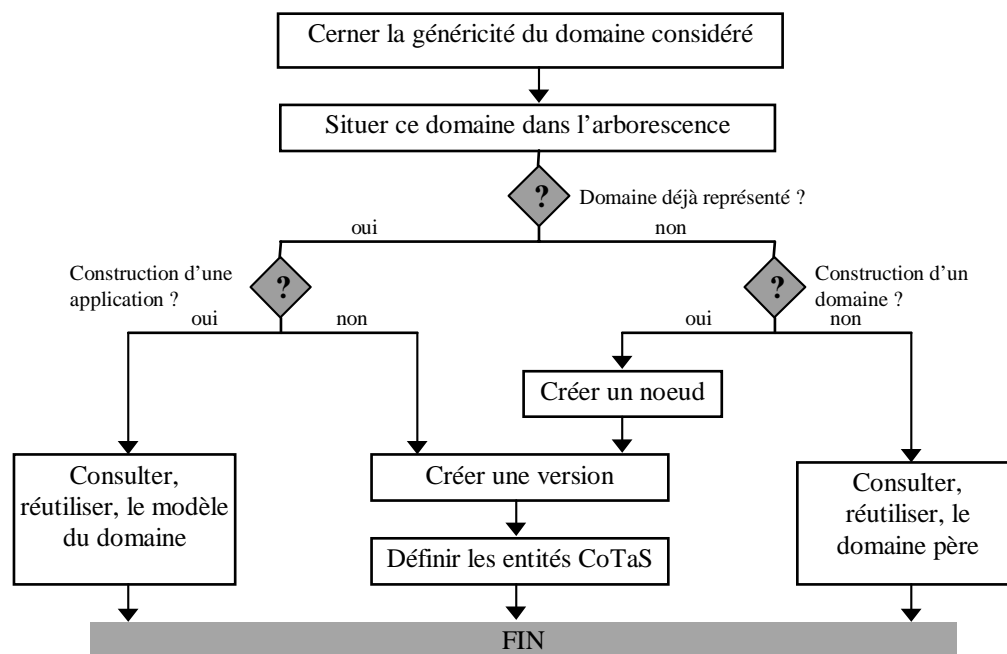 Cerner la généricité du domaine considéré
Situer ce domaine dans l'arborescence
?
Domaine déjà représenté ?
oui
non
Construction d'une
application ?
?
?
Construction d'un
domaine ?
oui
non
oui
non
Créer un noeud
Consulter,
réutiliser, le modèle
du domaine
Créer une version
Consulter,
réutiliser, le
domaine père
Définir les entités CoTaS
FIN